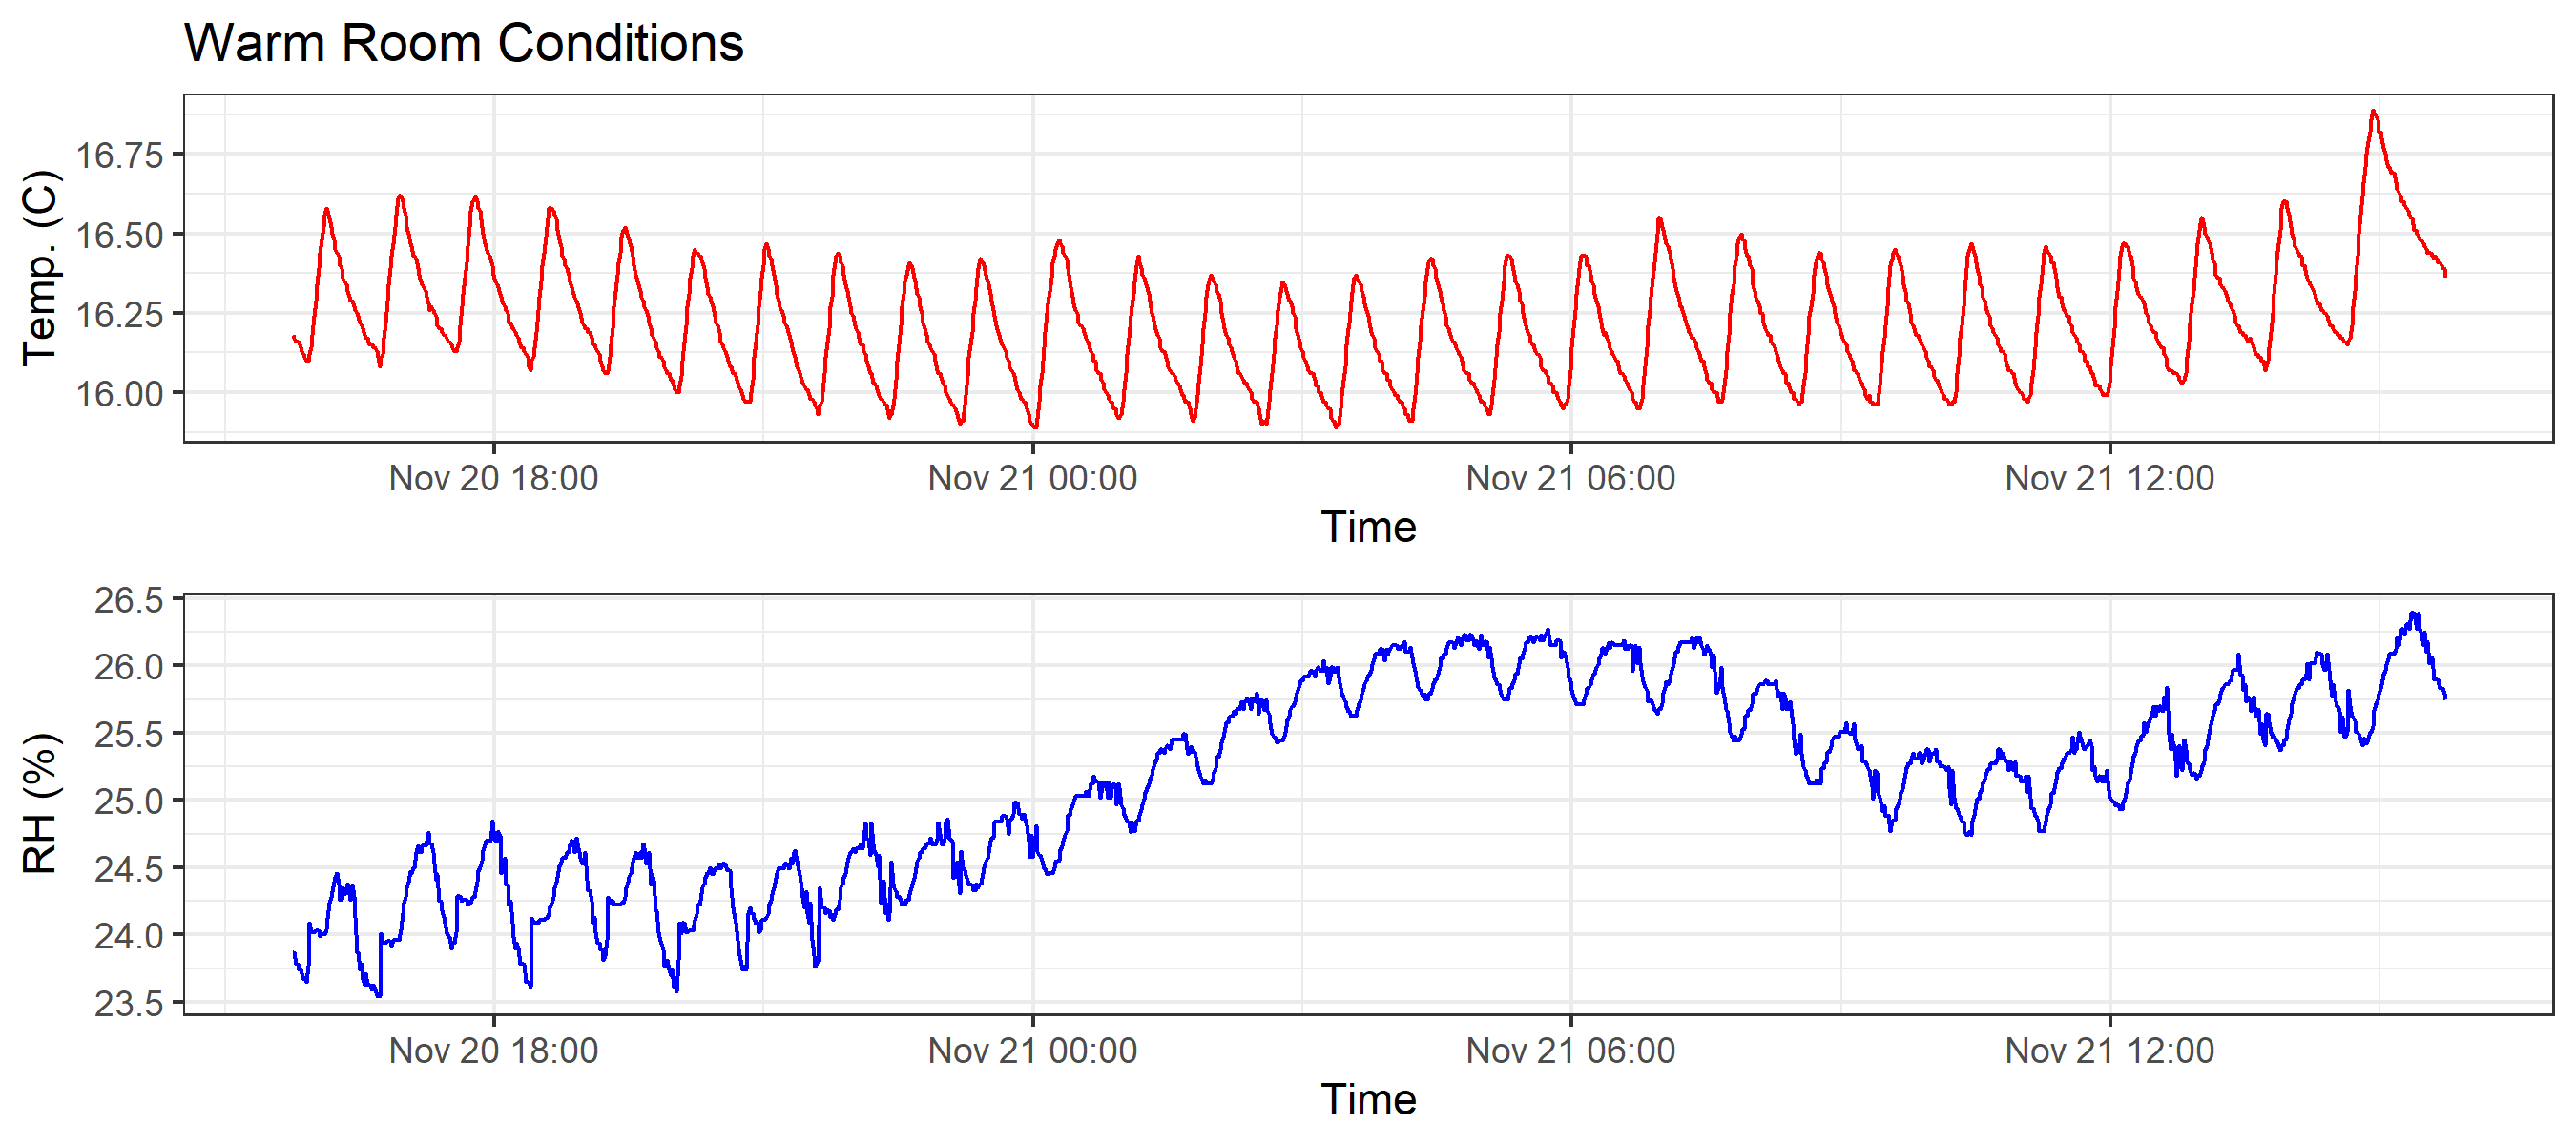 Warm Room Conditions
Temp. (C)
16.75
16.50
16.25
16.00
Nov 20 18:00 Nov 21 00:00 Nov 21 06:00 Nov 21 12:00
Time
RH (%)
26.5
26.0
25.5
25.0
24.5
24.0
23.5
Nov 20 18:00 Nov 21 00:00 Nov 21 06:00 Nov 21 12:00
Time